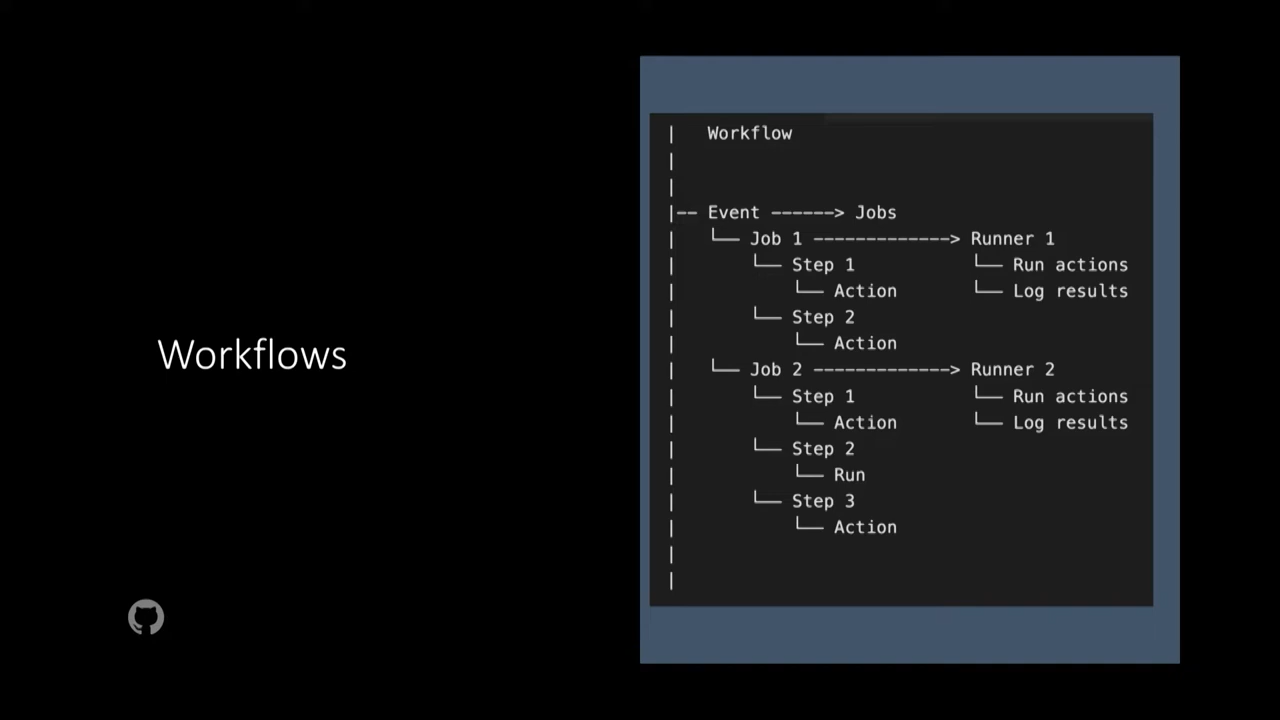 Workflows
|   Workflow
|
|
|-- Event ------> Jobs
|   └── Job 1 -------------> Runner 1
|       └── Step 1           └── Run actions
|           └── Action       └── Log results
|       └── Step 2
|           └── Action
|   └── Job 2 -------------> Runner 2
|       └── Step 1           └── Run actions
|           └── Action       └── Log results
|       └── Step 2
|           └── Run
|       └── Step 3
|           └── Action
|
|